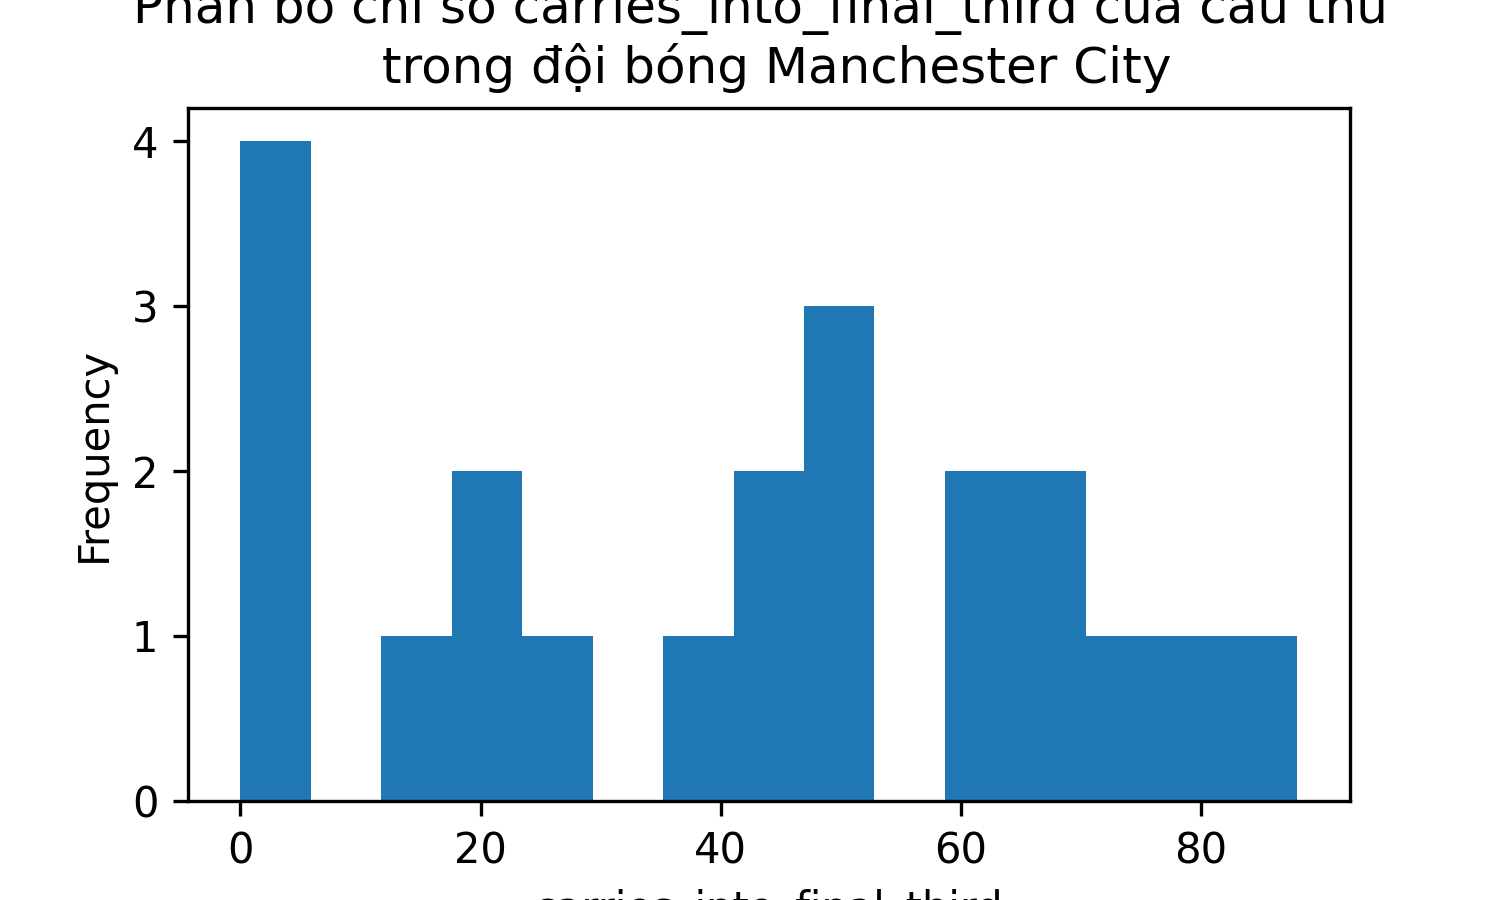 Phân bố chỉ số carries_into_final_third của cầu thủ
trong đội bóng Manchester City
4
3
2
1
0
Frequency
0 20 40 60 80
carries_into_final_third